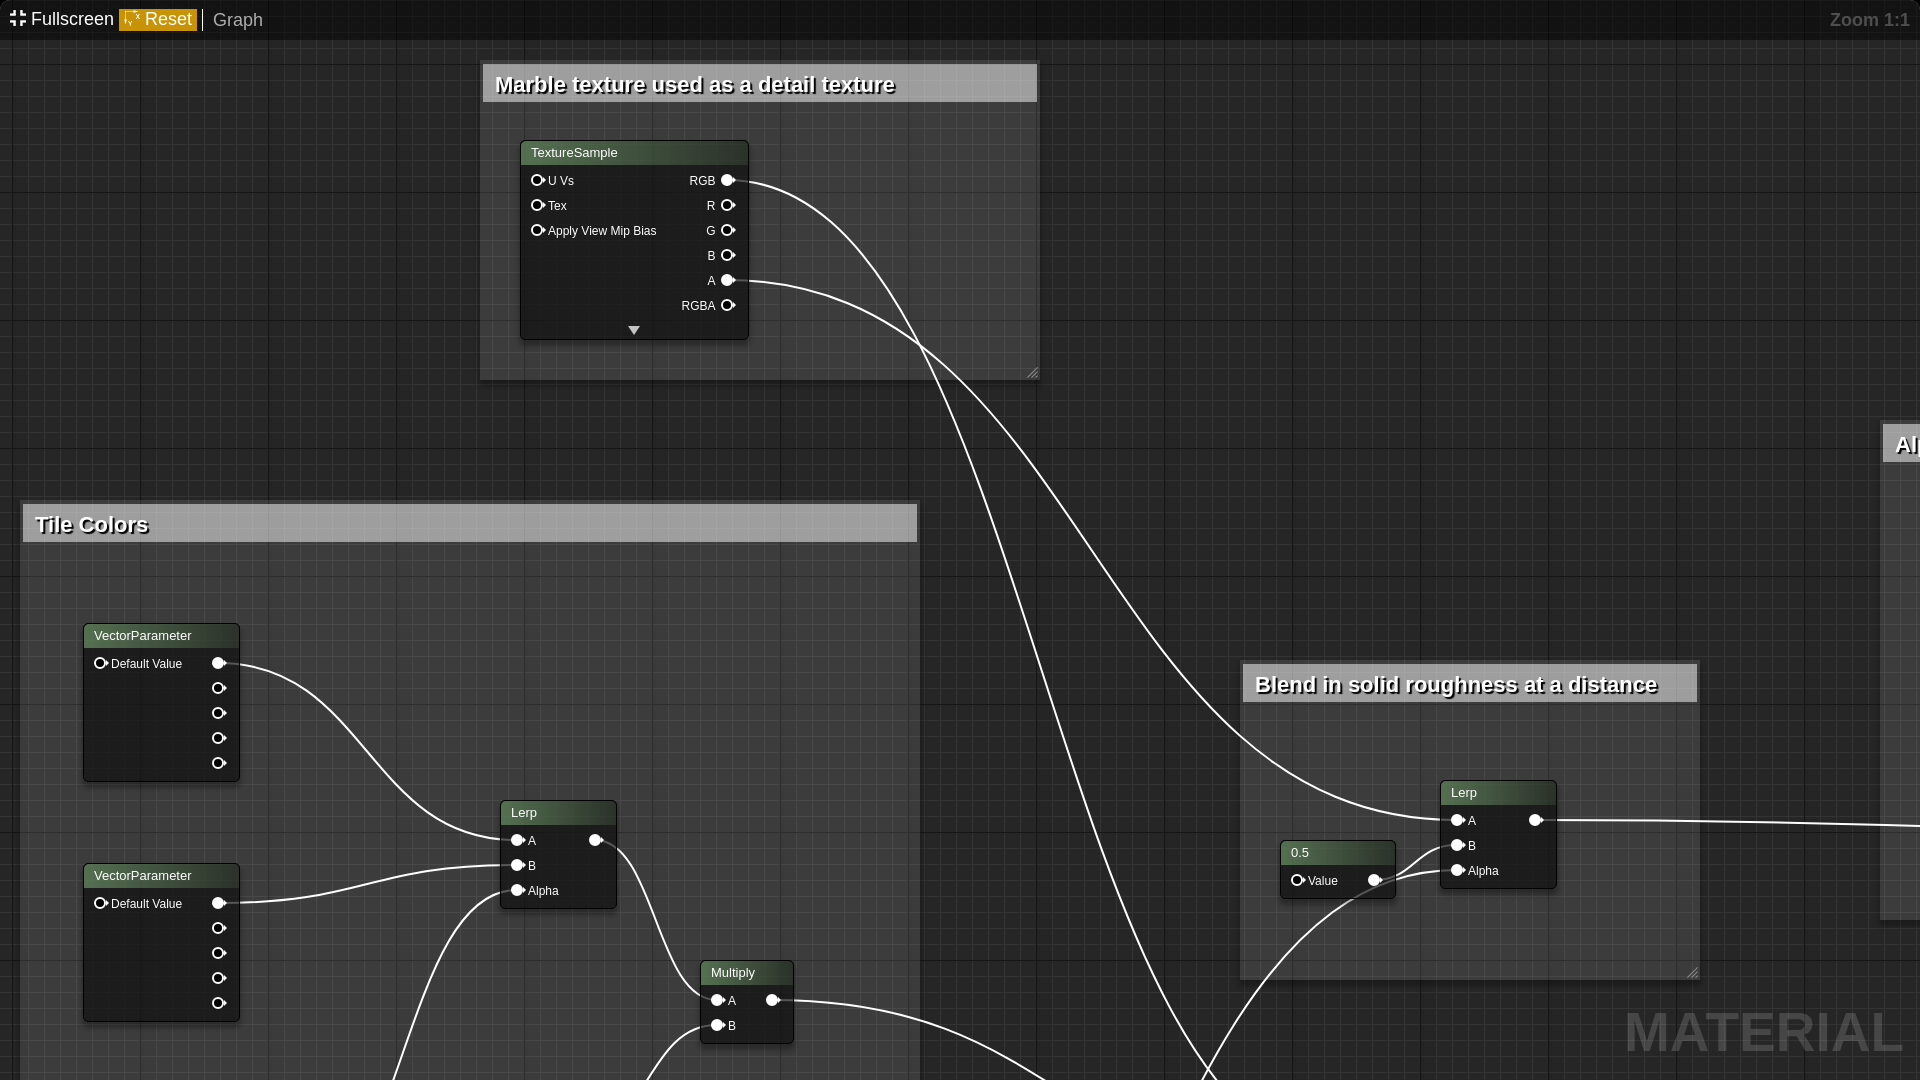 Fullscreen Reset Graph Zoom 1:1
Marble texture used as a detail texture
TextureSample
U Vs RGB
Tex R
Apply View Mip Bias G
B
A
RGBA
Tile Colors
VectorParameter
Default Value
VectorParameter
Default Value
Lerp
A
B
Alpha
Multiply
A
B
Blend in solid roughness at a distance
0.5
Value
Lerp
A
B
Alpha
MATERIAL